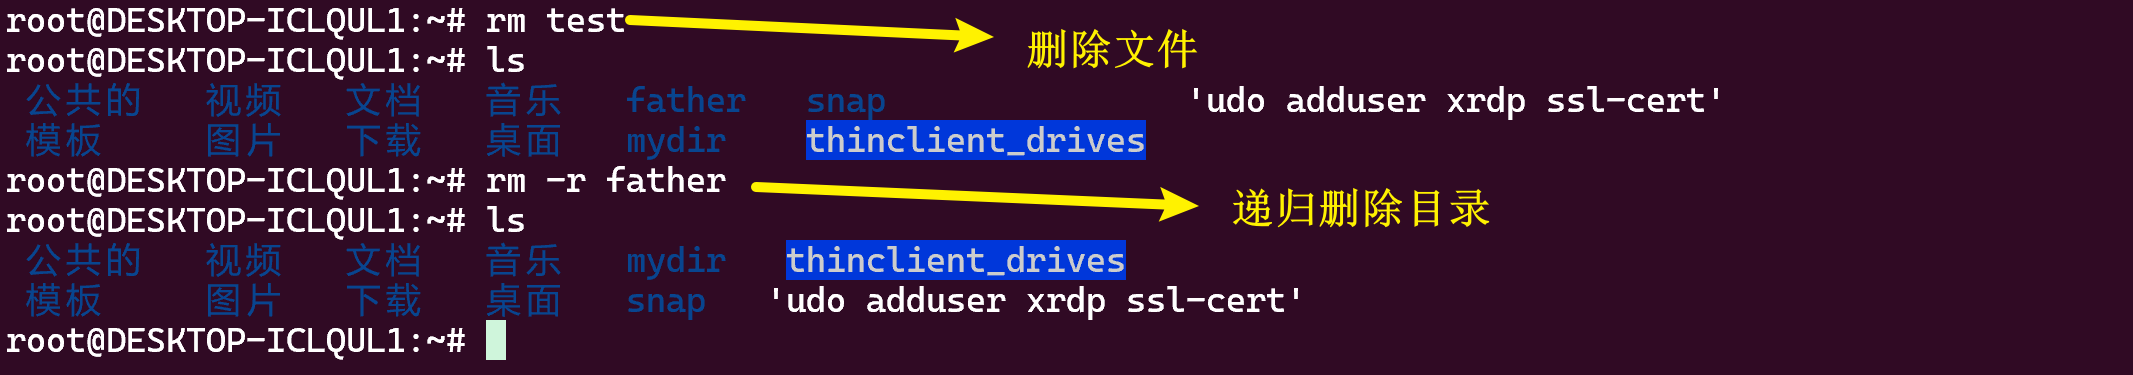 root@DESKTOP-ICLQUL1:~# rm test 删除文件
root@DESKTOP-ICLQUL1:~# ls
公共的 视频 文档 音乐 father snap 'udo adduser xrdp ssl-cert'
模板 图片 下载 桌面 mydir thinclient_drives
root@DESKTOP-ICLQUL1:~# rm -r father 递归删除目录
root@DESKTOP-ICLQUL1:~# ls
公共的 视频 文档 音乐 mydir thinclient_drives
模板 图片 下载 桌面 snap 'udo adduser xrdp ssl-cert'
root@DESKTOP-ICLQUL1:~#